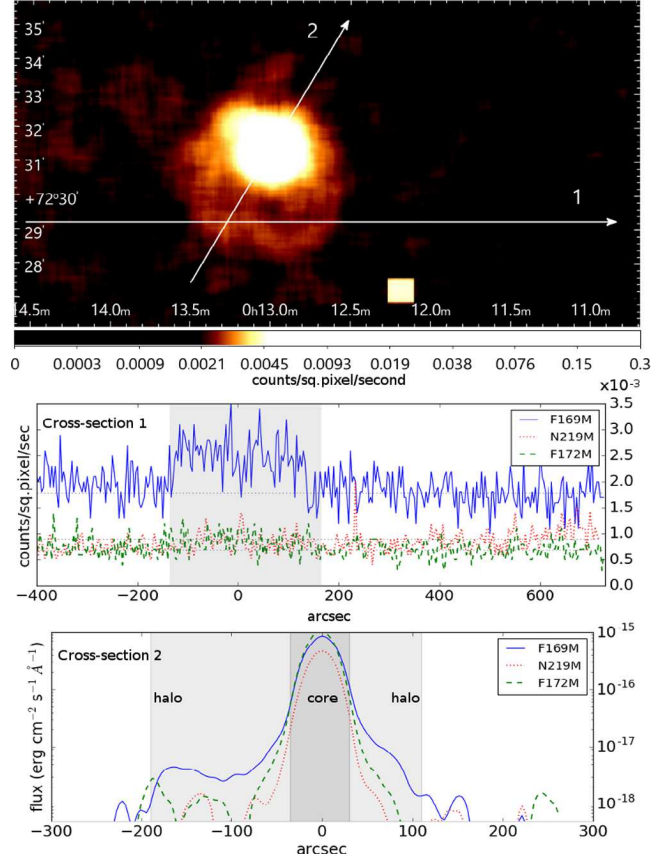 35'
34'
33'
32'
31'
+72°30'
29'
28'
2
1
4.5m 14.0m 13.5m 0h13.0m 12.5m 12.0m 11.5m 11.0m
0 0.0003 0.0009 0.0021 0.0045 0.0093 0.019 0.038 0.076 0.15 0.3
counts/sq.pixel/second
×10⁻³
Cross-section 1
F169M
N219M
F172M
3.5
3.0
2.5
2.0
1.5
1.0
0.5
0.0
counts/sq.pixel/sec
−400 −200 0 200 400 600
arcsec
Cross-section 2
F169M
N219M
F172M
halo core halo
10⁻¹⁵
10⁻¹⁶
10⁻¹⁷
10⁻¹⁸
flux (erg cm⁻² s⁻¹ Å⁻¹)
−300 −200 −100 0 100 200 300
arcsec